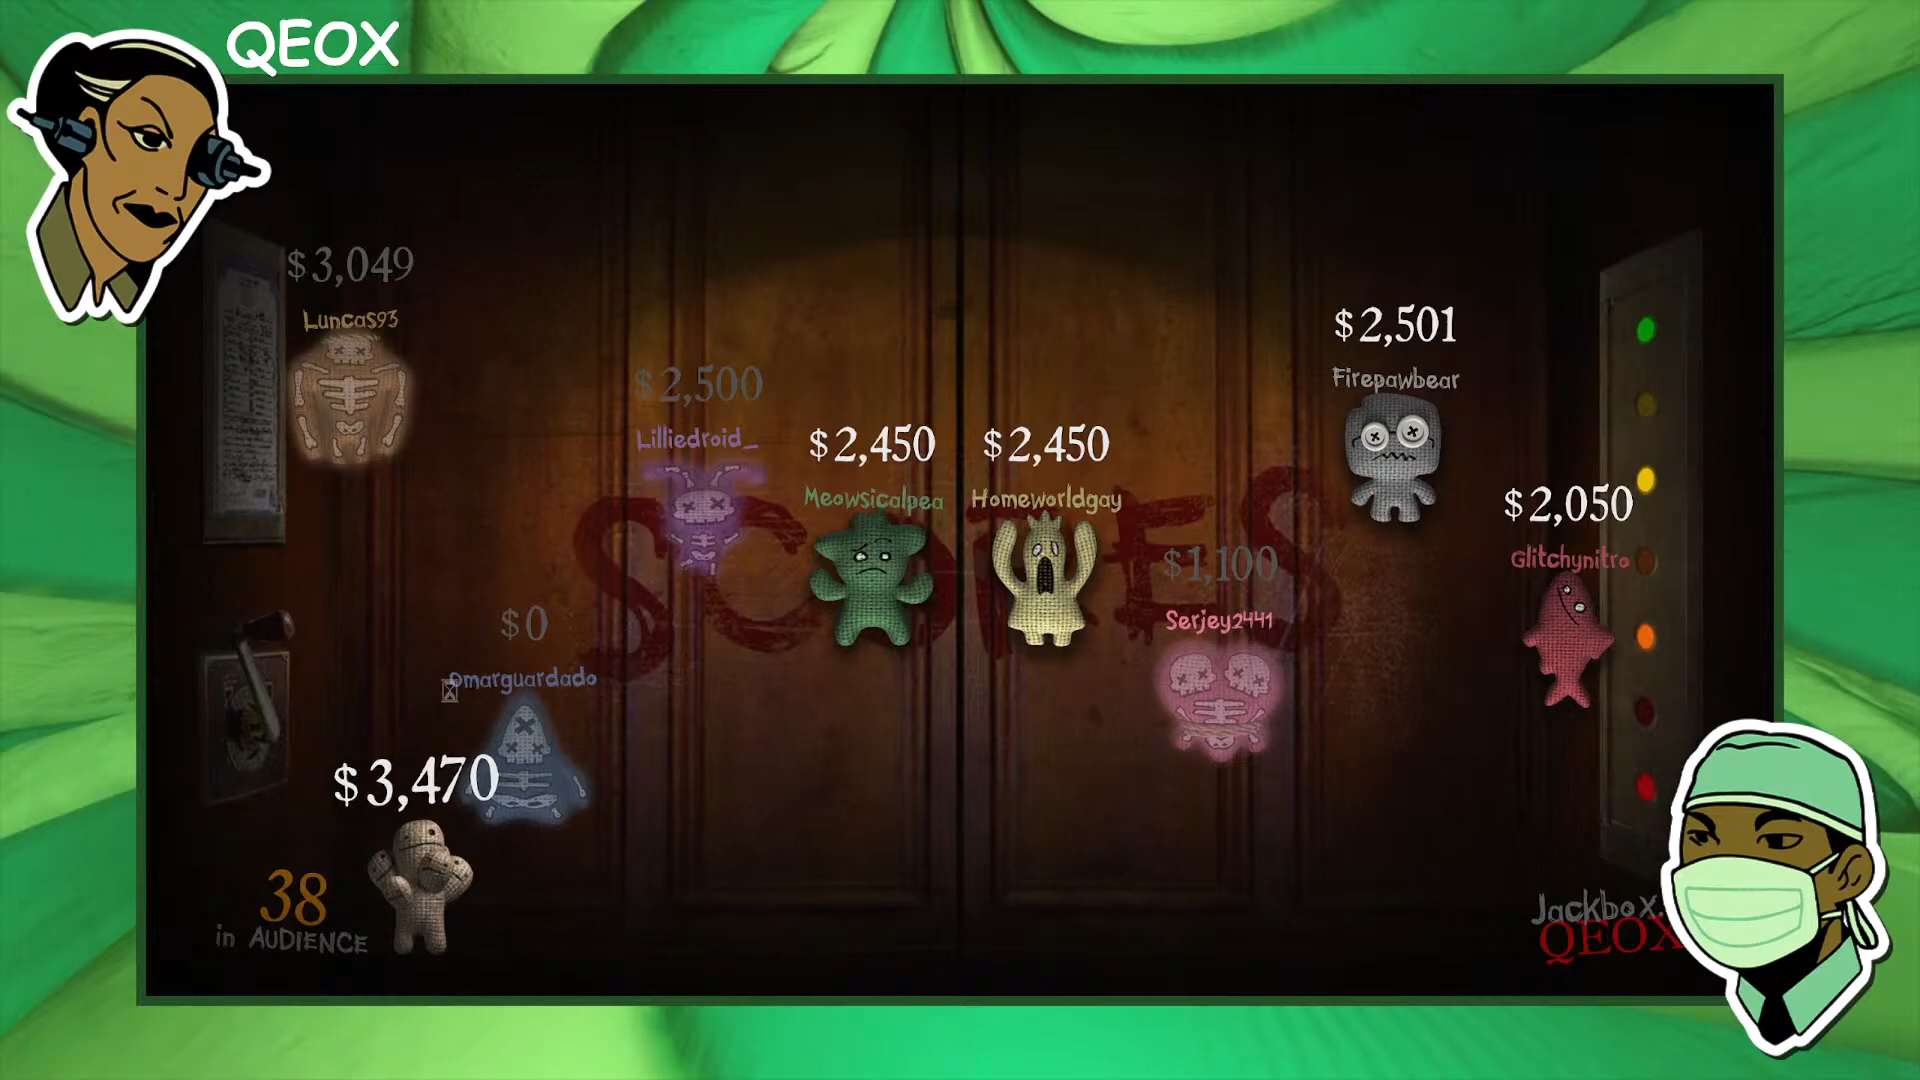 QEOX
$3,049
Luncas93
$2,500
Lilliedroid_
$2,450
Meowsicalpea
$2,450
Homeworldgay
$2,501
Firepawbear
$2,050
Glitchynitro
$1,100
Serjey2441
SCORES
$0
Omarguardado
$3,470
38
in AUDIENCE
Jackbox.
QEOX